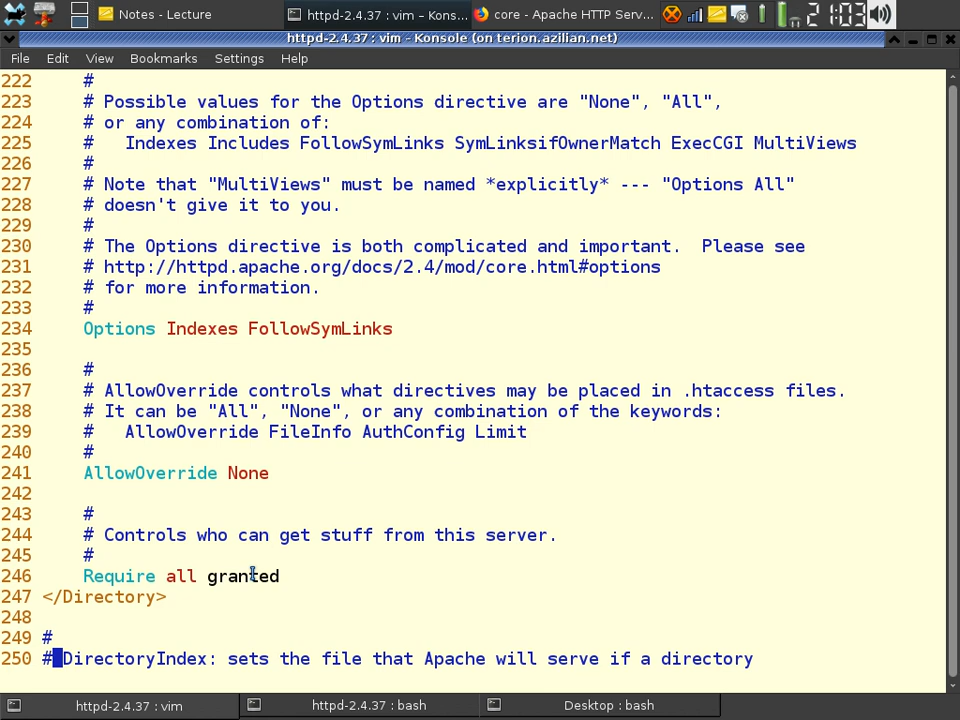 Notes - Lecture
httpd-2.4.37 : vim – Kons...
core - Apache HTTP Serv...
2 1:03
httpd-2.4.37 : vim - Konsole (on terion.azilian.net)
File Edit View Bookmarks Settings Help
222 #
223 # Possible values for the Options directive are "None", "All",
224 # or any combination of:
225 #   Indexes Includes FollowSymLinks SymLinksifOwnerMatch ExecCGI MultiViews
226 #
227 # Note that "MultiViews" must be named *explicitly* --- "Options All"
228 # doesn't give it to you.
229 #
230 # The Options directive is both complicated and important.  Please see
231 # http://httpd.apache.org/docs/2.4/mod/core.html#options
232 # for more information.
233 #
234 Options Indexes FollowSymLinks
235
236 #
237 # AllowOverride controls what directives may be placed in .htaccess files.
238 # It can be "All", "None", or any combination of the keywords:
239 #   AllowOverride FileInfo AuthConfig Limit
240 #
241 AllowOverride None
242
243 #
244 # Controls who can get stuff from this server.
245 #
246 Require all granted
247 </Directory>
248
249 #
250 # DirectoryIndex: sets the file that Apache will serve if a directory
httpd-2.4.37 : vim
httpd-2.4.37 : bash
Desktop : bash